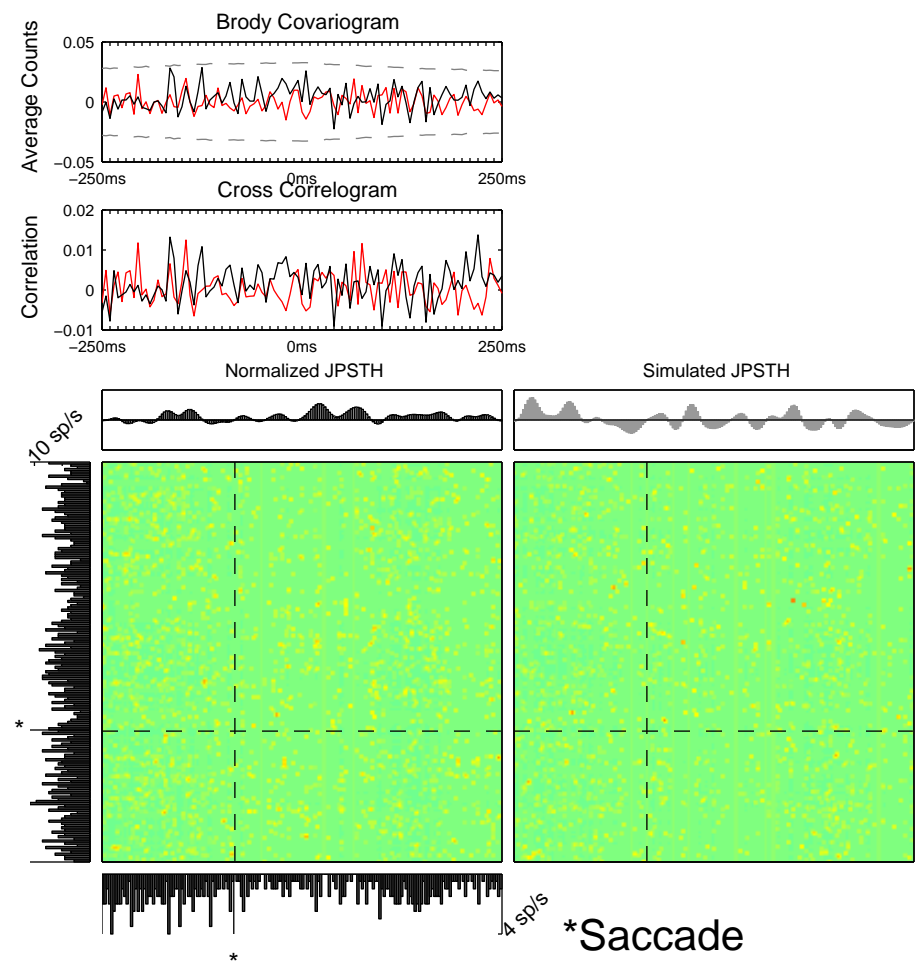 Brody Covariogram
Average Counts
0.05
0
−0.05
−250ms
0ms
250ms
Cross Correlogram
Correlation
0.02
0.01
0
−0.01
−250ms
0ms
250ms
Normalized JPSTH
Simulated JPSTH
10 sp/s
*
4 sp/s
*
*Saccade